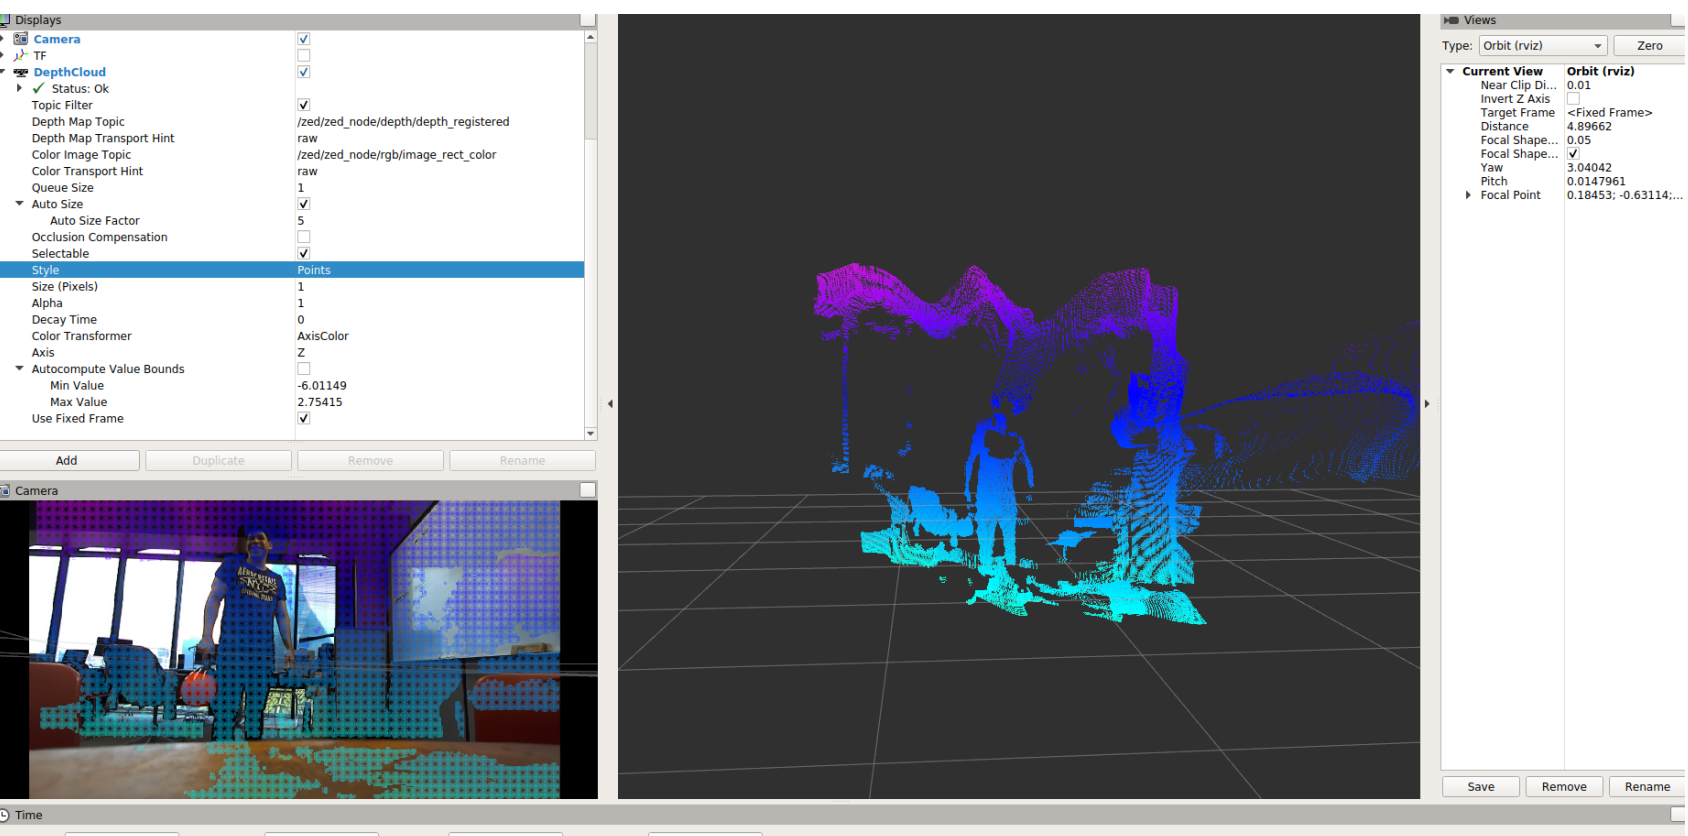 Displays
Camera
TF
DepthCloud
Status: Ok
Topic Filter
Depth Map Topic /zed/zed_node/depth/depth_registered
Depth Map Transport Hint raw
Color Image Topic /zed/zed_node/rgb/image_rect_color
Color Transport Hint raw
Queue Size 1
Auto Size
Auto Size Factor 5
Occlusion Compensation
Selectable
Style Points
Size (Pixels) 1
Alpha 1
Decay Time 0
Color Transformer AxisColor
Axis Z
Autocompute Value Bounds
Min Value -6.01149
Max Value 2.75415
Use Fixed Frame
Add Duplicate Remove Rename
Camera
Time
Views
Type: Orbit (rviz) Zero
Current View Orbit (rviz)
Near Clip Di... 0.01
Invert Z Axis
Target Frame <Fixed Frame>
Distance 4.89662
Focal Shape... 0.05
Focal Shape...
Yaw 3.04042
Pitch 0.0147961
Focal Point 0.18453; -0.63114;...
Save Remove Rename